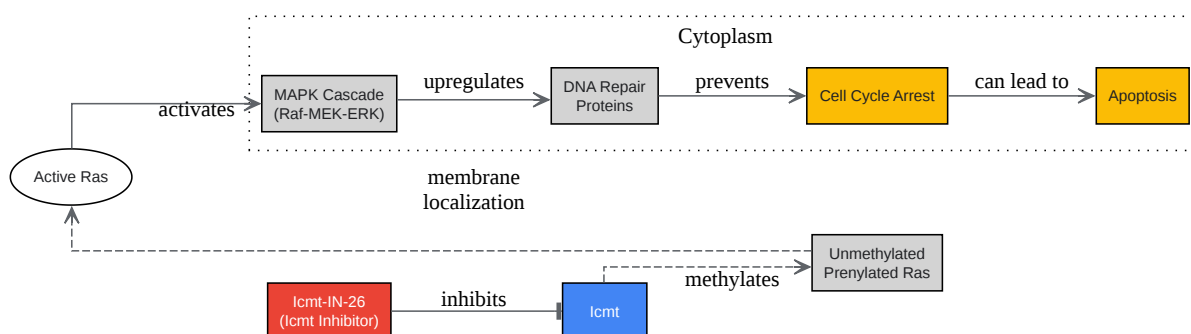 Cytoplasm
activates
MAPK Cascade
(Raf-MEK-ERK)
upregulates
DNA Repair
Proteins
prevents
Cell Cycle Arrest
can lead to
Apoptosis
Active Ras
membrane
localization
Unmethylated
Prenylated Ras
methylates
Icmt-IN-26
(Icmt Inhibitor)
inhibits
Icmt